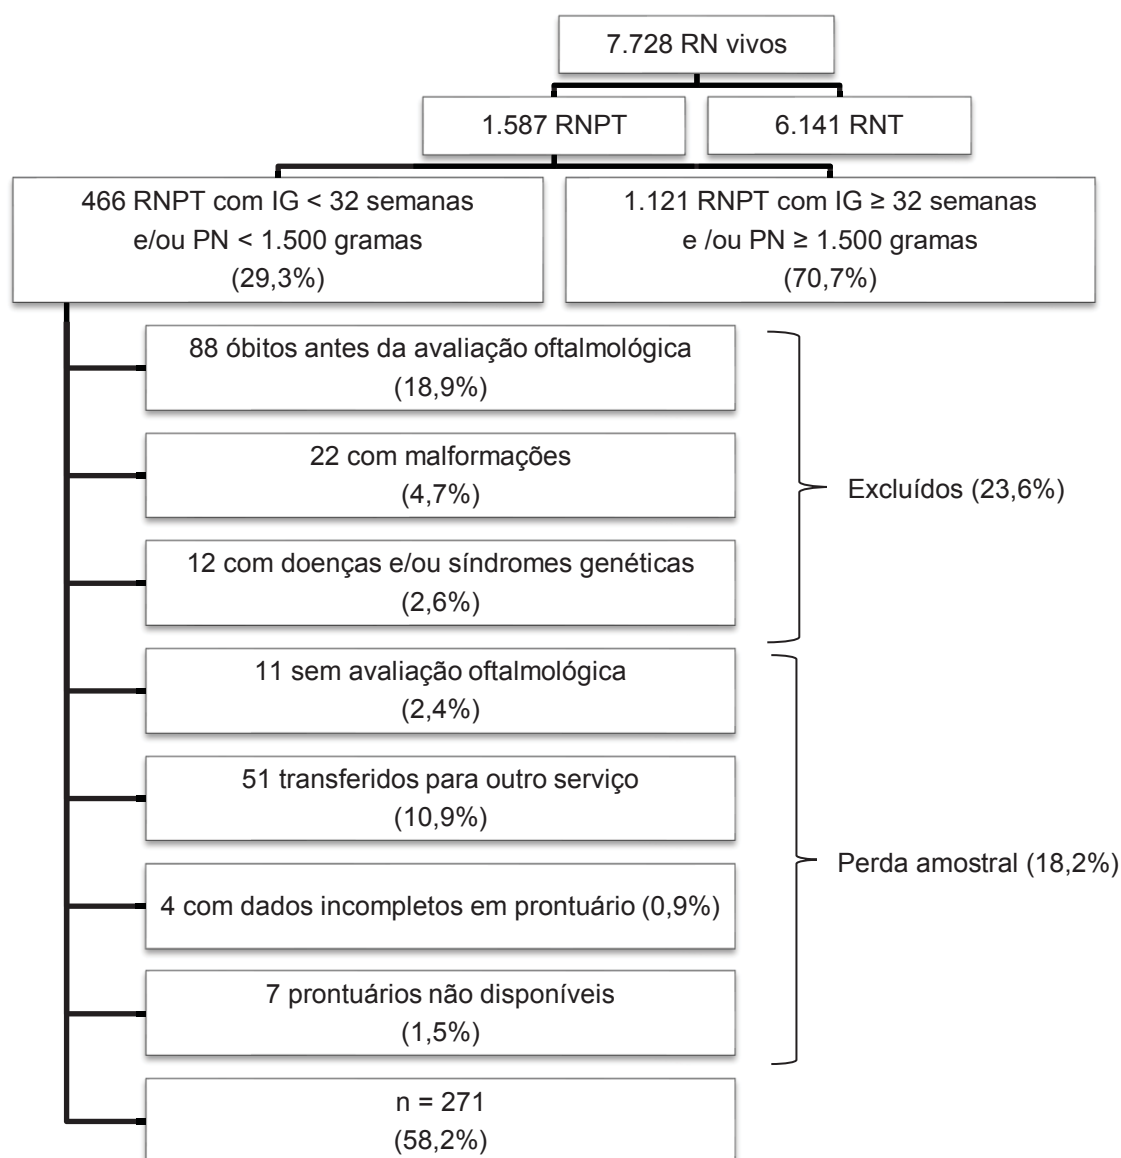 7.728 RN vivos
1.587 RNPT
6.141 RNT
466 RNPT com IG < 32 semanas
e/ou PN < 1.500 gramas
(29,3%)
1.121 RNPT com IG ≥ 32 semanas
e /ou PN ≥ 1.500 gramas
(70,7%)
88 óbitos antes da avaliação oftalmológica
(18,9%)
22 com malformações
(4,7%)
12 com doenças e/ou síndromes genéticas
(2,6%)
Excluídos (23,6%)
11 sem avaliação oftalmológica
(2,4%)
51 transferidos para outro serviço
(10,9%)
4 com dados incompletos em prontuário (0,9%)
7 prontuários não disponíveis
(1,5%)
Perda amostral (18,2%)
n = 271
(58,2%)